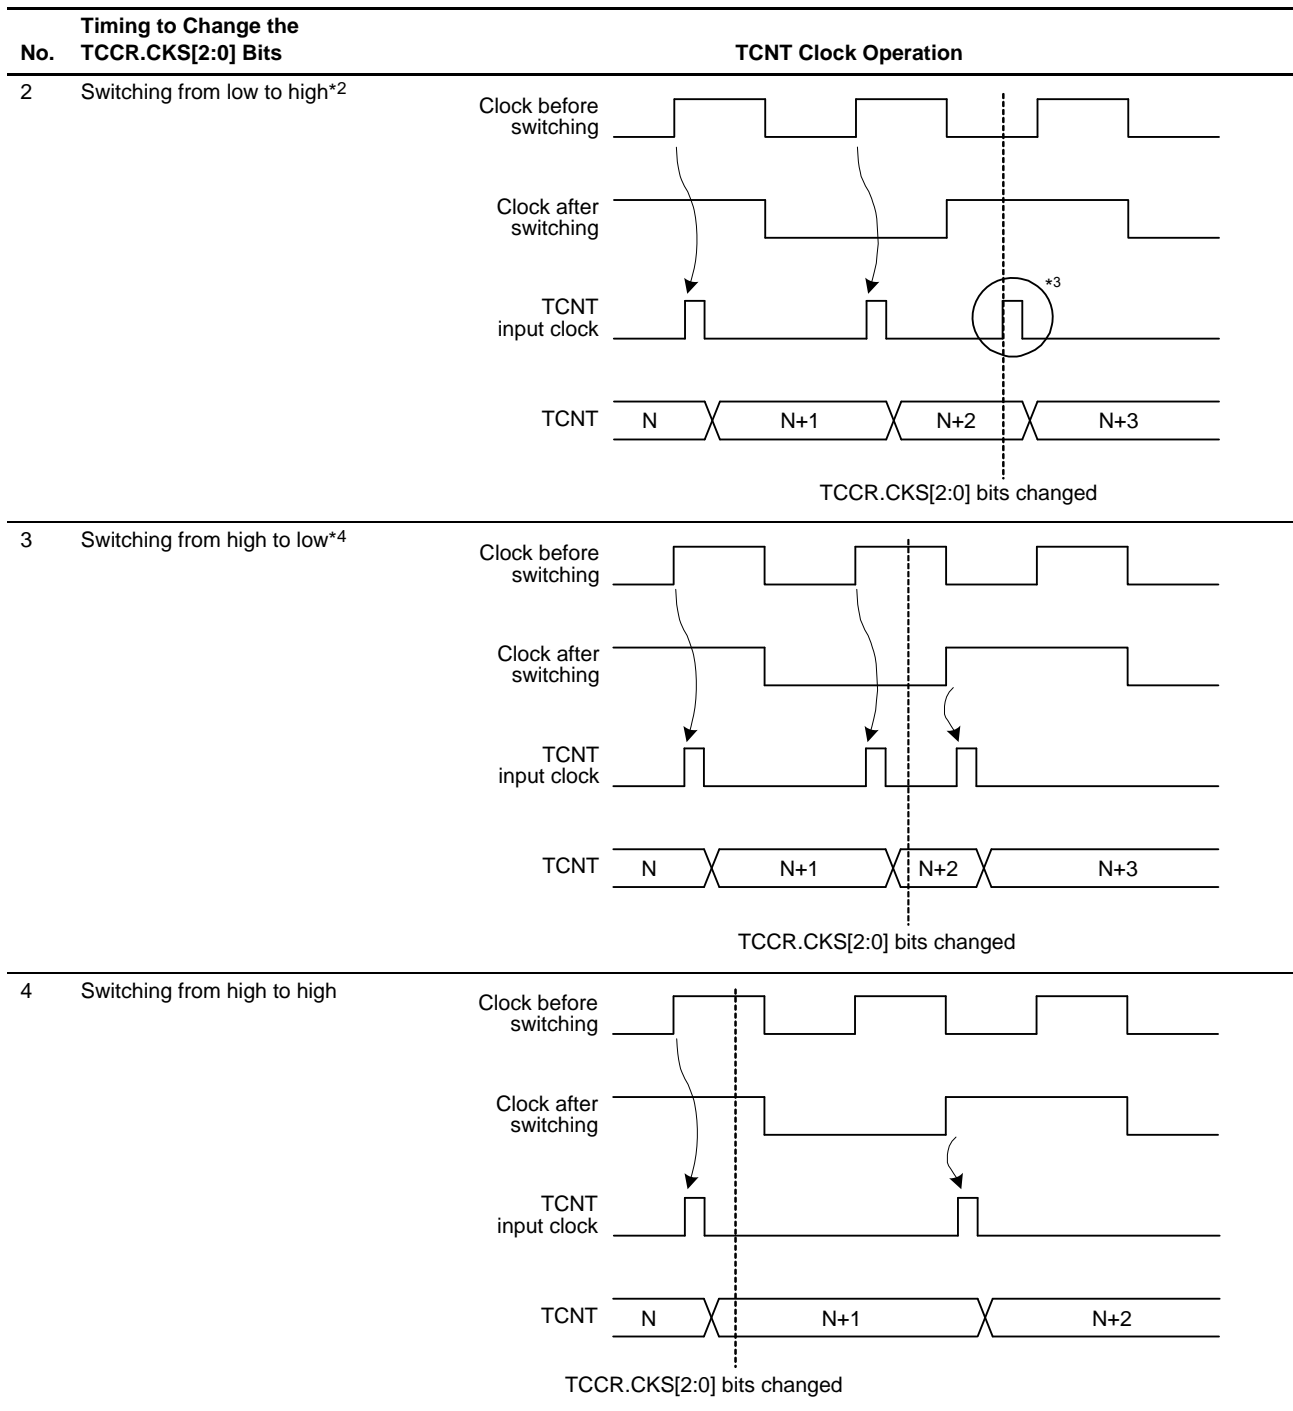 No. Timing to Change the TCCR.CKS[2:0] Bits TCNT Clock Operation
2 Switching from low to high*2
Clock before
switching
Clock after
switching
*3
TCNT
input clock
TCNT N N+1 N+2 N+3
TCCR.CKS[2:0] bits changed
3 Switching from high to low*4
Clock before
switching
Clock after
switching
TCNT
input clock
TCNT N N+1 N+2 N+3
TCCR.CKS[2:0] bits changed
4 Switching from high to high
Clock before
switching
Clock after
switching
TCNT
input clock
TCNT N N+1 N+2
TCCR.CKS[2:0] bits changed